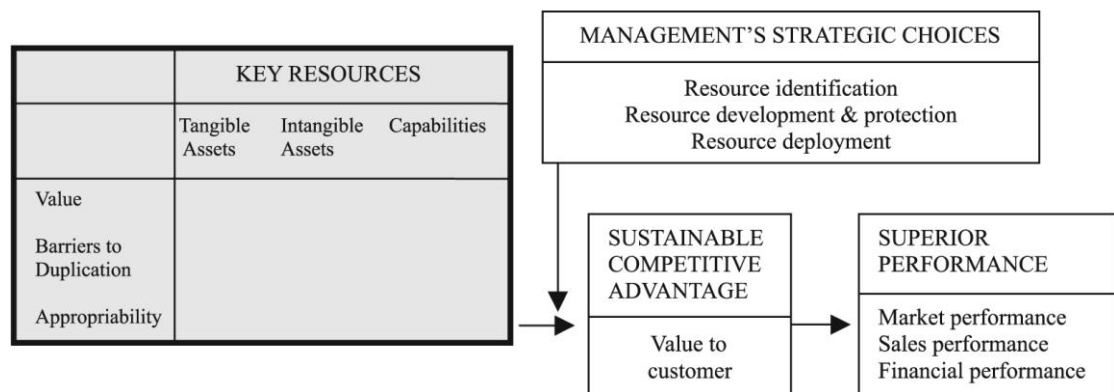 KEY RESOURCES
Tangible Assets
Intangible Assets
Capabilities
Value
Barriers to
Duplication
Appropriability
MANAGEMENT’S STRATEGIC CHOICES
Resource identification
Resource development & protection
Resource deployment
SUSTAINABLE
COMPETITIVE
ADVANTAGE
Value to
customer
SUPERIOR
PERFORMANCE
Market performance
Sales performance
Financial performance